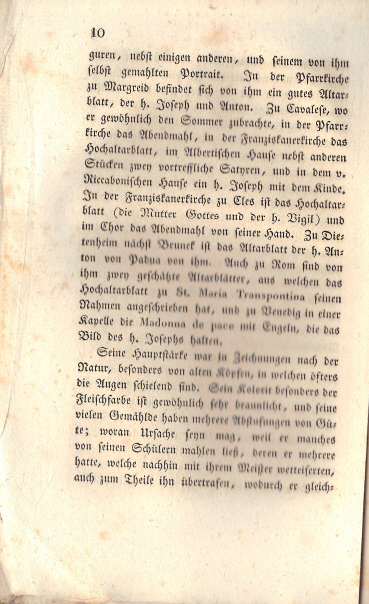 10
guren, nebst einigen anderen, und seinem von ihm
selbst gemahlten Portrait. In der Pfarrkirche
zu Margreid befindet sich von ihm ein gutes Altar-
blatt, der h. Joseph und Anton. Zu Cavalese, wo
er gewöhnlich den Sommer zubrachte, in der Pfarr-
kirche das Abendmahl, in der Franziskanerkirche das
Hochaltarblatt, im Albertischen Hause nebst anderen
Stücken zwey vortreffliche Satyren, und in dem v.
Riccabonischen Hause ein h. Joseph mit dem Kinde.
In der Franziskanerkirche zu Cles ist das Hochaltar-
blatt (die Mutter Gottes und der h. Vigil) und
im Chor das Abendmahl von seiner Hand. Zu Die-
tenheim nächst Brunek ist das Altarblatt der h. An-
ton von Padua von ihm. Auch zu Rom sind von
ihm zwey geschätzte Altarblätter, aus welchen das
Hochaltarblatt zu St. Maria Transpontina seinen
Nahmen angeschrieben hat, und zu Venedig in einer
Kapelle die Madonna de pace mit Engeln, die das
Bild des h. Josephs halten.
Seine Hauptstärke war in Zeichnungen nach der
Natur, besonders von alten Köpfen, in welchen öfters
die Augen schielend sind. Sein Kolorit besonders der
Fleischfarbe ist gewöhnlich sehr braunlicht, und seine
vielen Gemählde haben mehrere Abstufungen von Gü-
te; woran Ursache seyn mag, weil er manches
von seinen Schülern mahlen ließ, deren er mehrere
hatte, welche nachhin mit ihrem Meister wetteiferten,
auch zum Theile ihn übertrafen, wodurch er gleich-